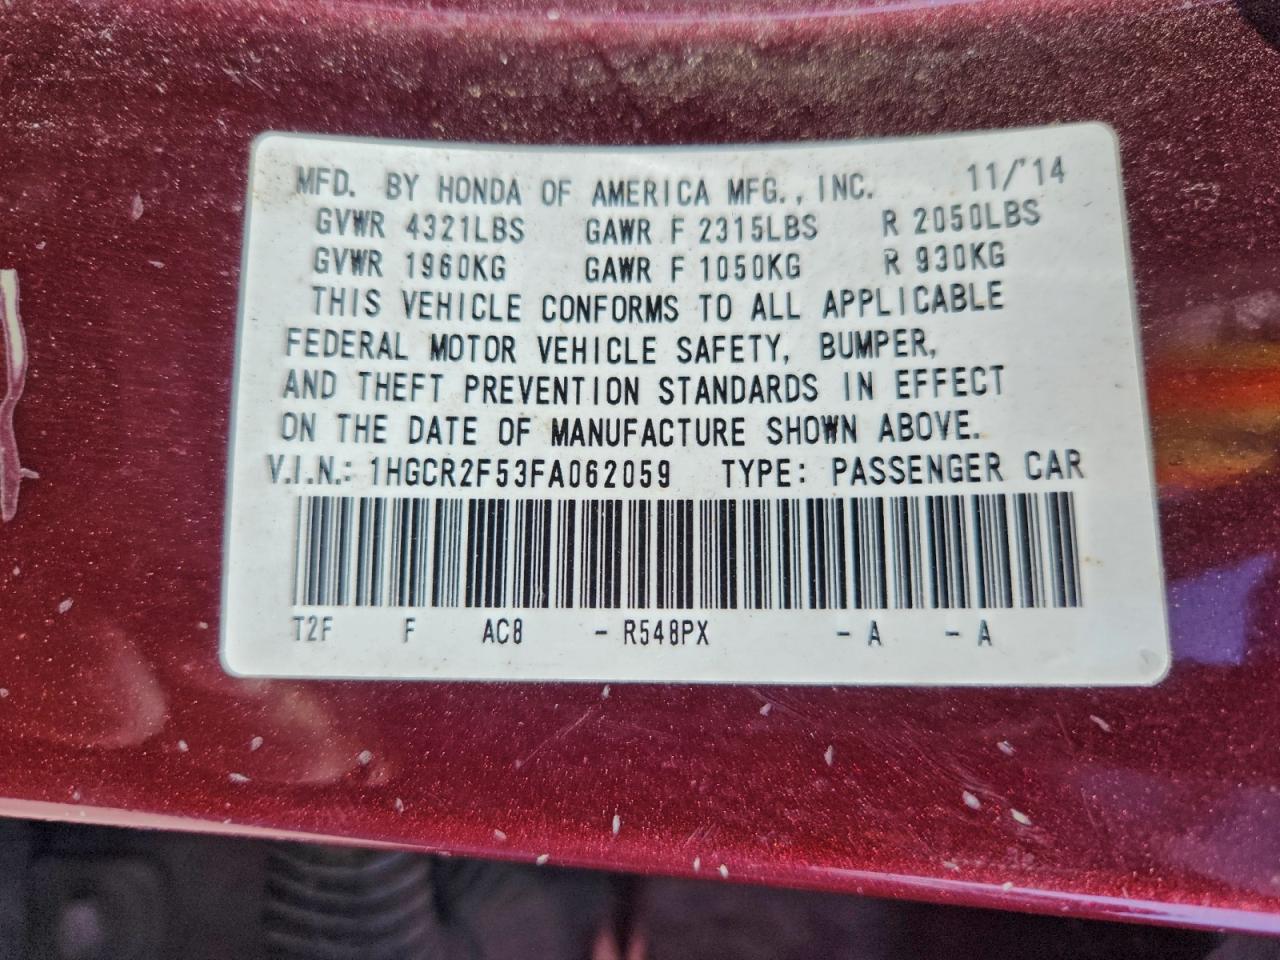 MFD. BY HONDA OF AMERICA MFG., INC. 11/'14
GVWR 4321LBS GAWR F 2315LBS R 2050LBS
GVWR 1960KG GAWR F 1050KG R 930KG
THIS VEHICLE CONFORMS TO ALL APPLICABLE
FEDERAL MOTOR VEHICLE SAFETY, BUMPER,
AND THEFT PREVENTION STANDARDS IN EFFECT
ON THE DATE OF MANUFACTURE SHOWN ABOVE.
V.I.N.: 1HGCR2F53FA062059 TYPE: PASSENGER CAR
T2F F AC8 - R548PX - A - A